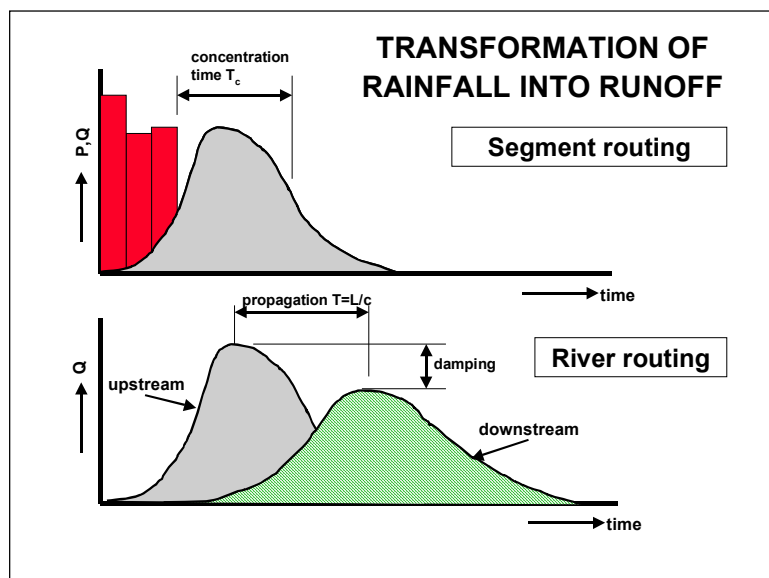 TRANSFORMATION OF
RAINFALL INTO RUNOFF
concentration
time Tc
Segment routing
P,Q
time
propagation T=L/c
River routing
damping
Q
upstream
downstream
time